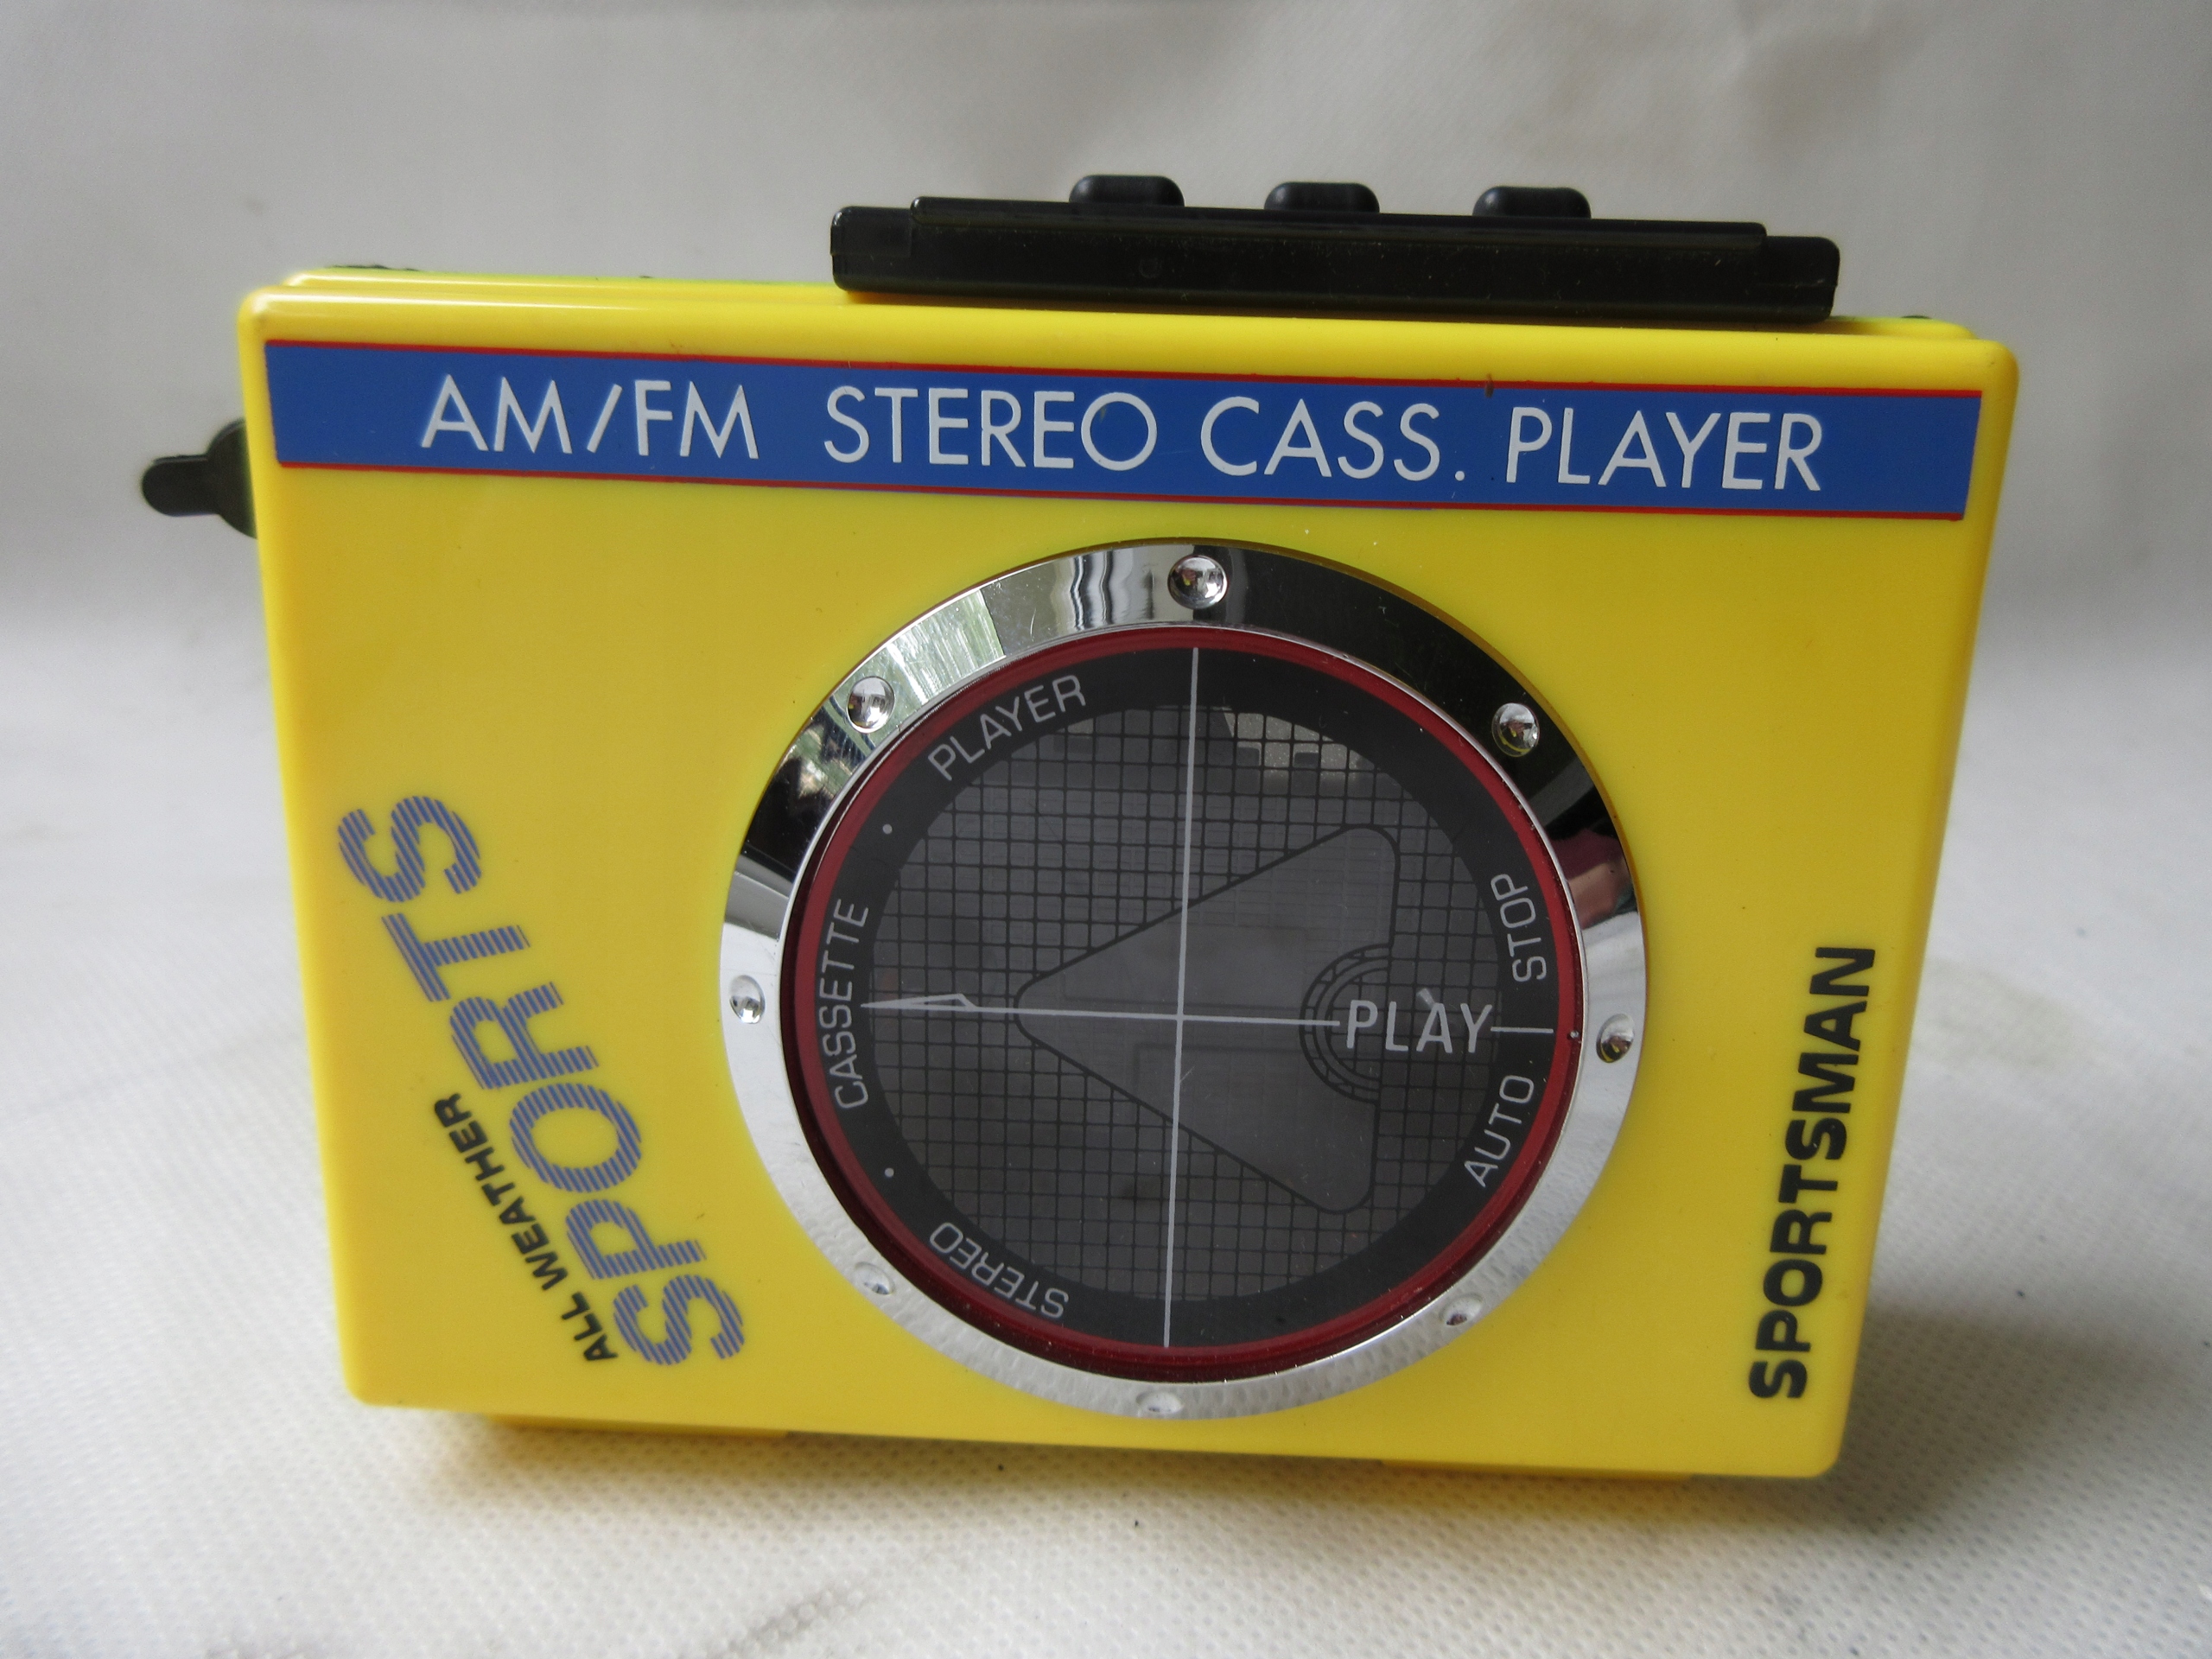 AM/FM STEREO CASS. PLAYER
STEREO • CASSETTE • PLAYER
PLAY
AUTO STOP
ALL WEATHER
SPORTS
SPORTSMAN